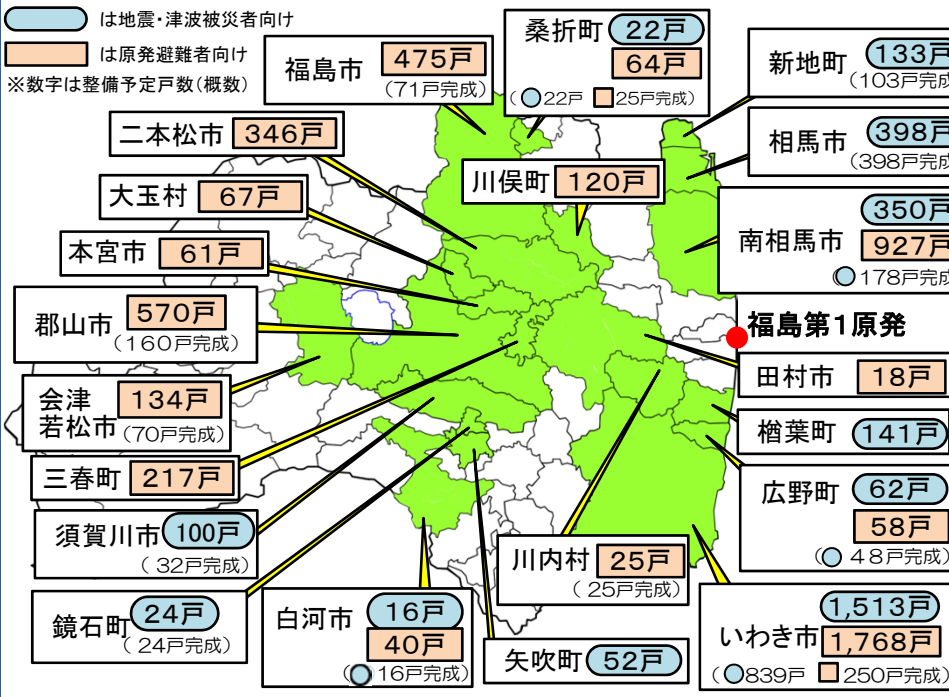 は地震・津波被災者向け
は原発避難者向け
※数字は整備予定戸数(概数)
福島市 475戸
(71戸完成)
桑折町 22戸
64戸
(22戸 25戸完成)
新地町 133戸
(103戸完成)
相馬市 398戸
(398戸完成)
南相馬市 350戸
927戸
(178戸完成
二本松市 346戸
川俣町 120戸
大玉村 67戸
本宮市 61戸
郡山市 570戸
(160戸完成)
福島第1原発
田村市 18戸
会津
若松市 134戸
(70戸完成)
楢葉町 141戸
三春町 217戸
広野町 62戸
58戸
(48戸完成)
須賀川市 100戸
(32戸完成)
川内村 25戸
(25戸完成)
鏡石町 24戸
(24戸完成)
白河市 16戸
40戸
(16戸完成)
矢吹町 52戸
いわき市 1,513戸
1,768戸
(839戸 250戸完成)